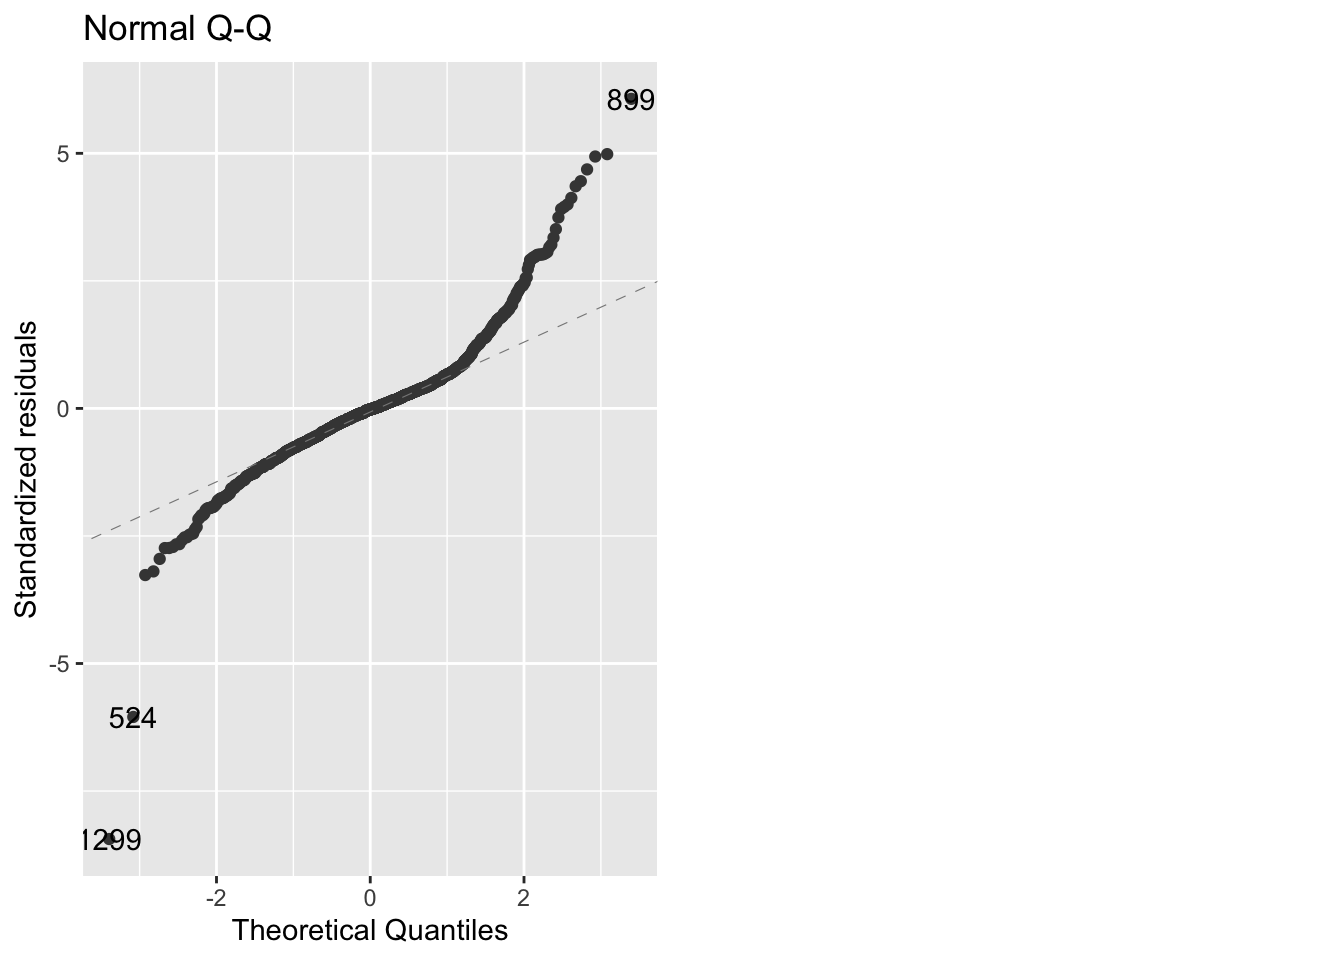 Normal Q-Q
899
5
0
-5
Standardized residuals
524
1299
-2 0 2
Theoretical Quantiles